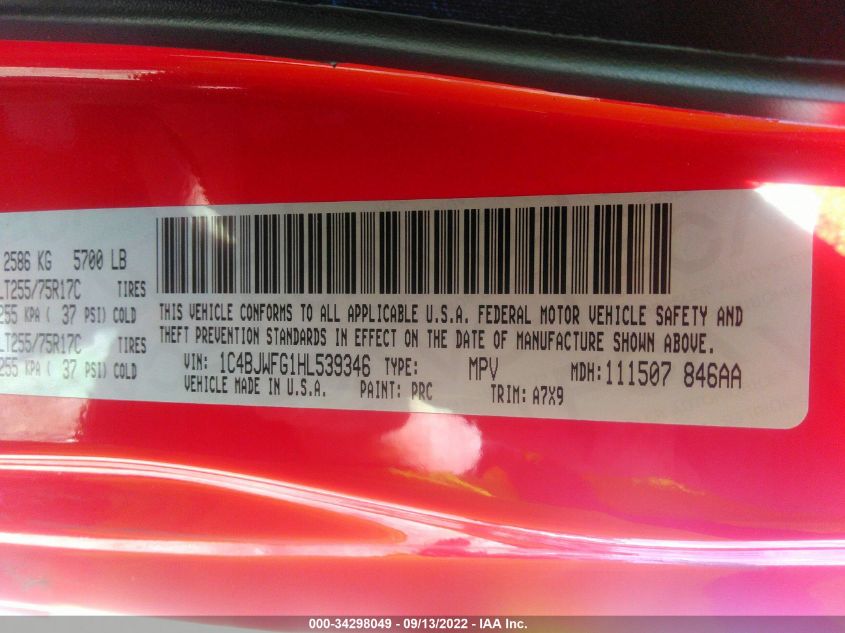 2586 KG 5700 LB
LT255/75R17C TIRES
255 KPA ( 37 PSI) COLD
LT255/75R17C TIRES
255 KPA ( 37 PSI) COLD
THIS VEHICLE CONFORMS TO ALL APPLICABLE U.S.A. FEDERAL MOTOR VEHICLE SAFETY AND
THEFT PREVENTION STANDARDS IN EFFECT ON THE DATE OF MANUFACTURE SHOWN ABOVE.
VIN: 1C4BJWFG1HL539346 TYPE: MPV MDH:111507 846AA
VEHICLE MADE IN U.S.A. PAINT: PRC TRIM: A7X9
000-34298049 - 09/13/2022 - IAA Inc.